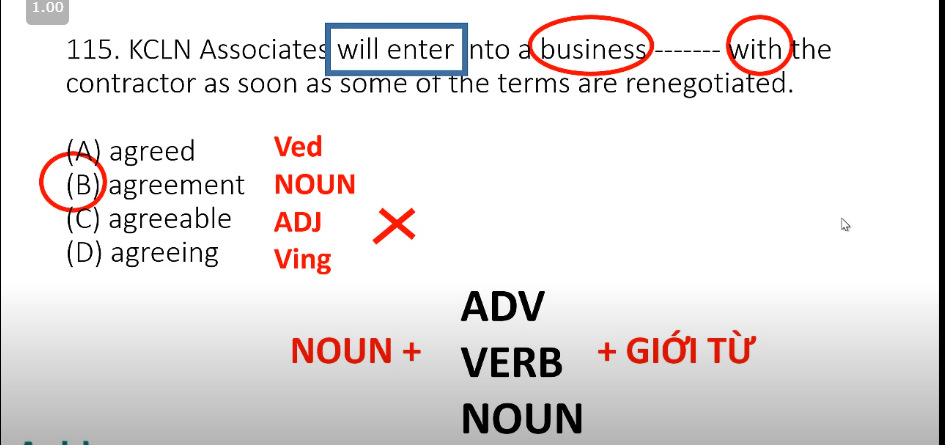 1.00
115. KCLN Associates will enter into a business ------- with the
contractor as soon as some of the terms are renegotiated.
(A) agreed Ved
(B) agreement NOUN
(C) agreeable ADJ
(D) agreeing Ving
ADV
NOUN + VERB + GIỚI TỪ
NOUN